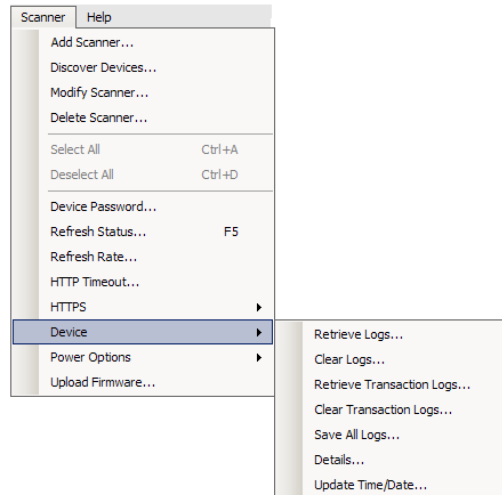 Scanner Help
Add Scanner...
Discover Devices...
Modify Scanner...
Delete Scanner...
Select All Ctrl+A
Deselect All Ctrl+D
Device Password...
Refresh Status... F5
Refresh Rate...
HTTP Timeout...
HTTPS
Device
Power Options
Upload Firmware...
Retrieve Logs...
Clear Logs...
Retrieve Transaction Logs...
Clear Transaction Logs...
Save All Logs...
Details...
Update Time/Date...